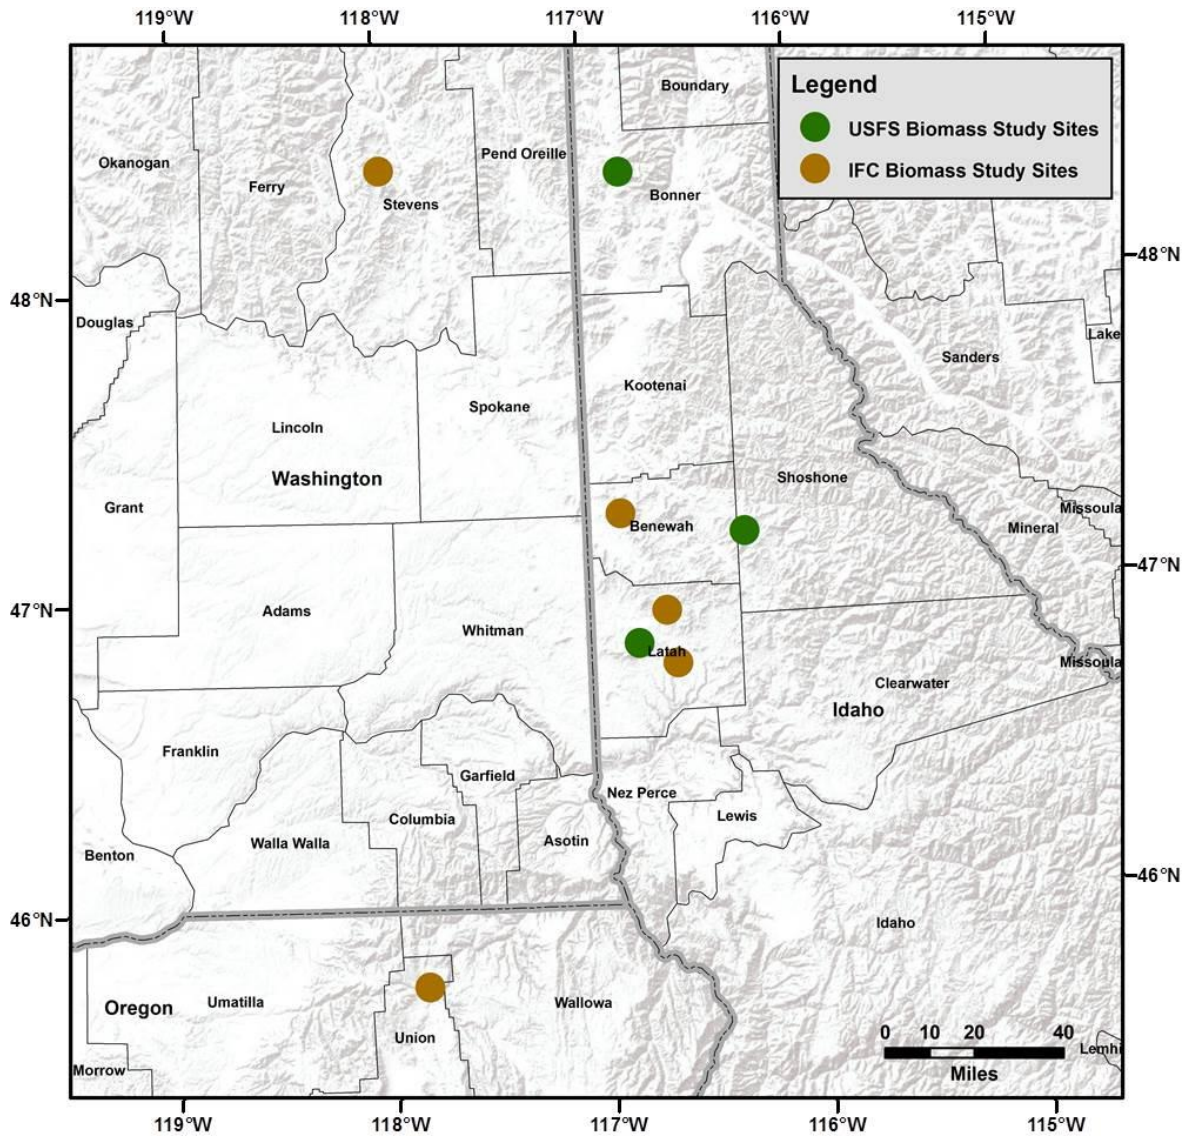 119°W 118°W 117°W 116°W 115°W
Legend
USFS Biomass Study Sites
IFC Biomass Study Sites
Boundary
Okanogan
Ferry
Stevens
Pend Oreille
Bonner
48°N
48°N
Douglas
Lake
Sanders
Kootenai
Spokane
Lincoln
Washington
Shoshone
Grant
Missoula
Mineral
Benewah
47°N
47°N
Adams
Whitman
Latah
Missoula
Clearwater
Idaho
Franklin
Garfield
Nez Perce
Columbia
Lewis
Walla Walla
Asotin
Benton
46°N
46°N
Idaho
Oregon
Umatilla
Wallowa
Union
0 10 20 40
Miles
Lemhi
Morrow
119°W 118°W 117°W 116°W 115°W